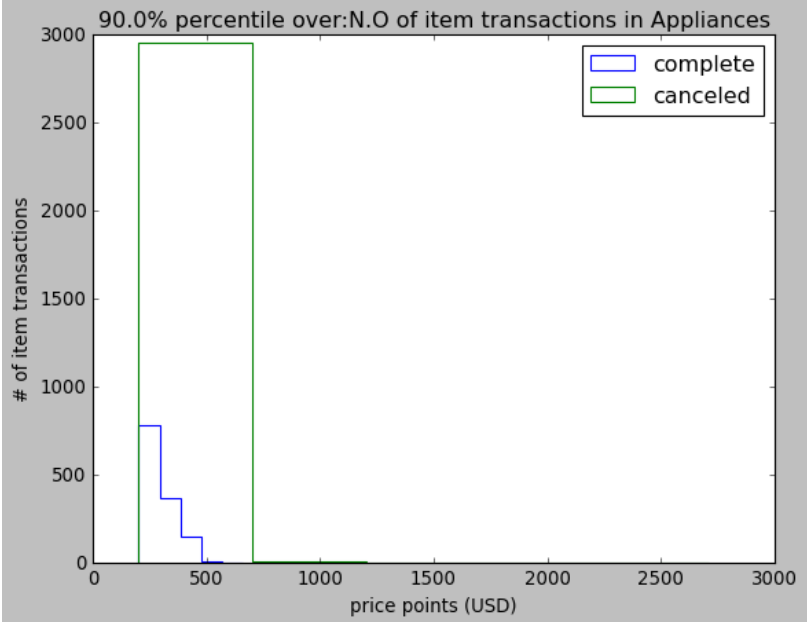 90.0% percentile over:N.O of item transactions in Appliances
complete
canceled
# of item transactions
3000
2500
2000
1500
1000
500
0
0 500 1000 1500 2000 2500 3000
price points (USD)